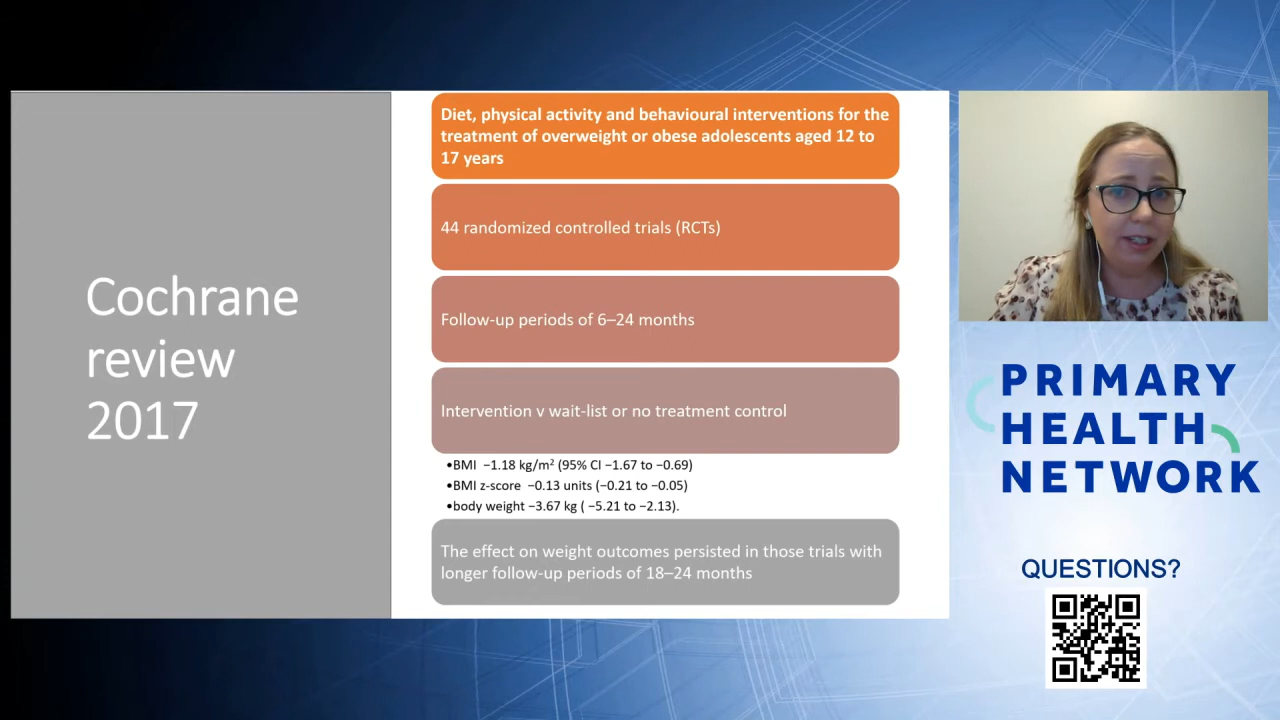 Cochrane
review
2017
Diet, physical activity and behavioural interventions for the
treatment of overweight or obese adolescents aged 12 to
17 years
44 randomized controlled trials (RCTs)
Follow-up periods of 6–24 months
Intervention v wait-list or no treatment control
•BMI −1.18 kg/m² (95% CI −1.67 to −0.69)
•BMI z-score −0.13 units (−0.21 to −0.05)
•body weight −3.67 kg ( −5.21 to −2.13).
The effect on weight outcomes persisted in those trials with
longer follow-up periods of 18–24 months
PRIMARY
HEALTH
NETWORK
QUESTIONS?